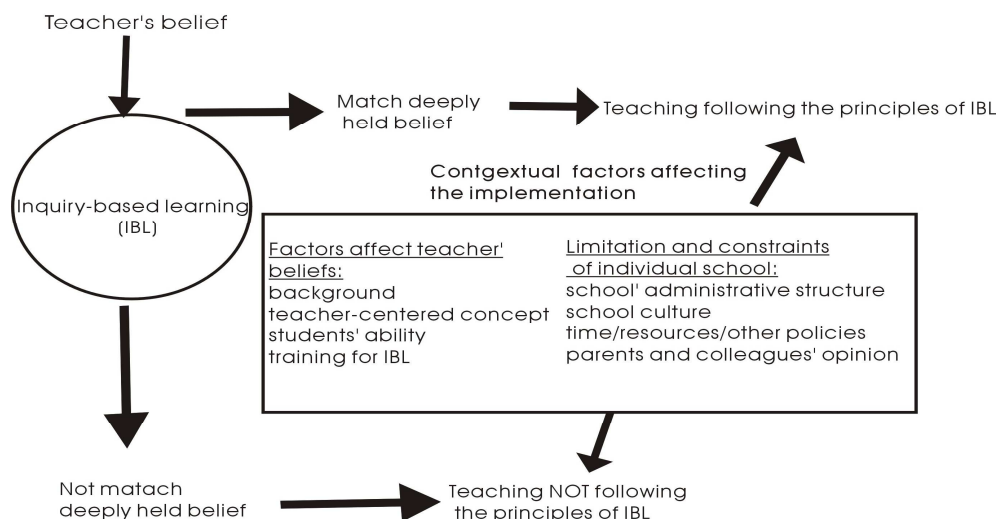 Teacher's belief
Match deeply
held belief
Teaching following the principles of IBL
Contgextual factors affecting
the implementation
Inquiry-based learning
(IBL)
Factors affect teacher'
beliefs:
background
teacher-centered concept
students' ability
training for IBL
Limitation and constraints
of individual school:
school' administrative structure
school culture
time/resources/other policies
parents and colleagues' opinion
Not matach
deeply held belief
Teaching NOT following
the principles of IBL